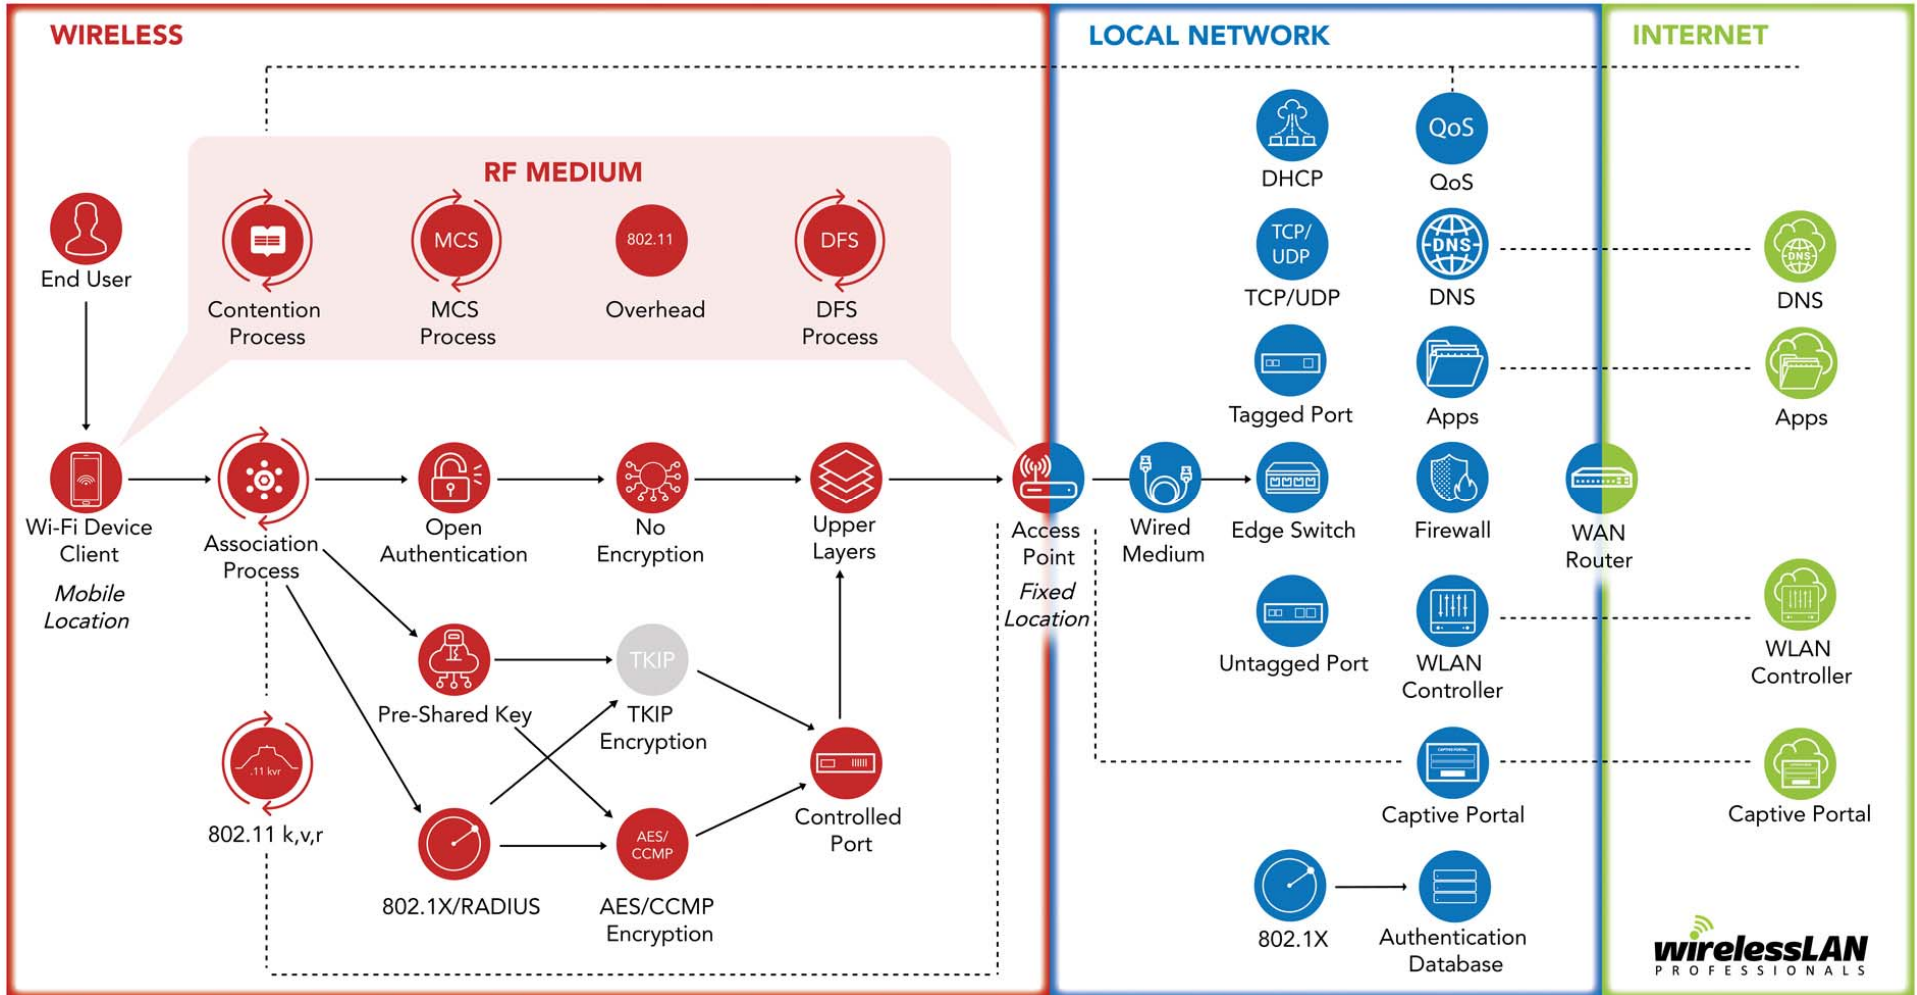 WIRELESS
LOCAL NETWORK
INTERNET
RF MEDIUM
End User
Contention
Process
MCS
MCS
Process
802.11
Overhead
DFS
DFS
Process
Wi-Fi Device
Client
Mobile
Location
Association
Process
Open
Authentication
No
Encryption
Upper
Layers
Access
Point
Fixed
Location
Pre-Shared Key
TKIP
TKIP
Encryption
.11 kvr
802.11 k,v,r
802.1X/RADIUS
AES/
CCMP
AES/CCMP
Encryption
Controlled
Port
DHCP
QoS
QoS
TCP/
UDP
TCP/UDP
DNS
DNS
Tagged Port
Apps
Wired
Medium
Edge Switch
Firewall
WAN
Router
Untagged Port
WLAN
Controller
CAPTIVE PORTAL
Captive Portal
802.1X
Authentication
Database
DNS
DNS
Apps
WLAN
Controller
Captive Portal
wirelessLAN
PROFESSIONALS